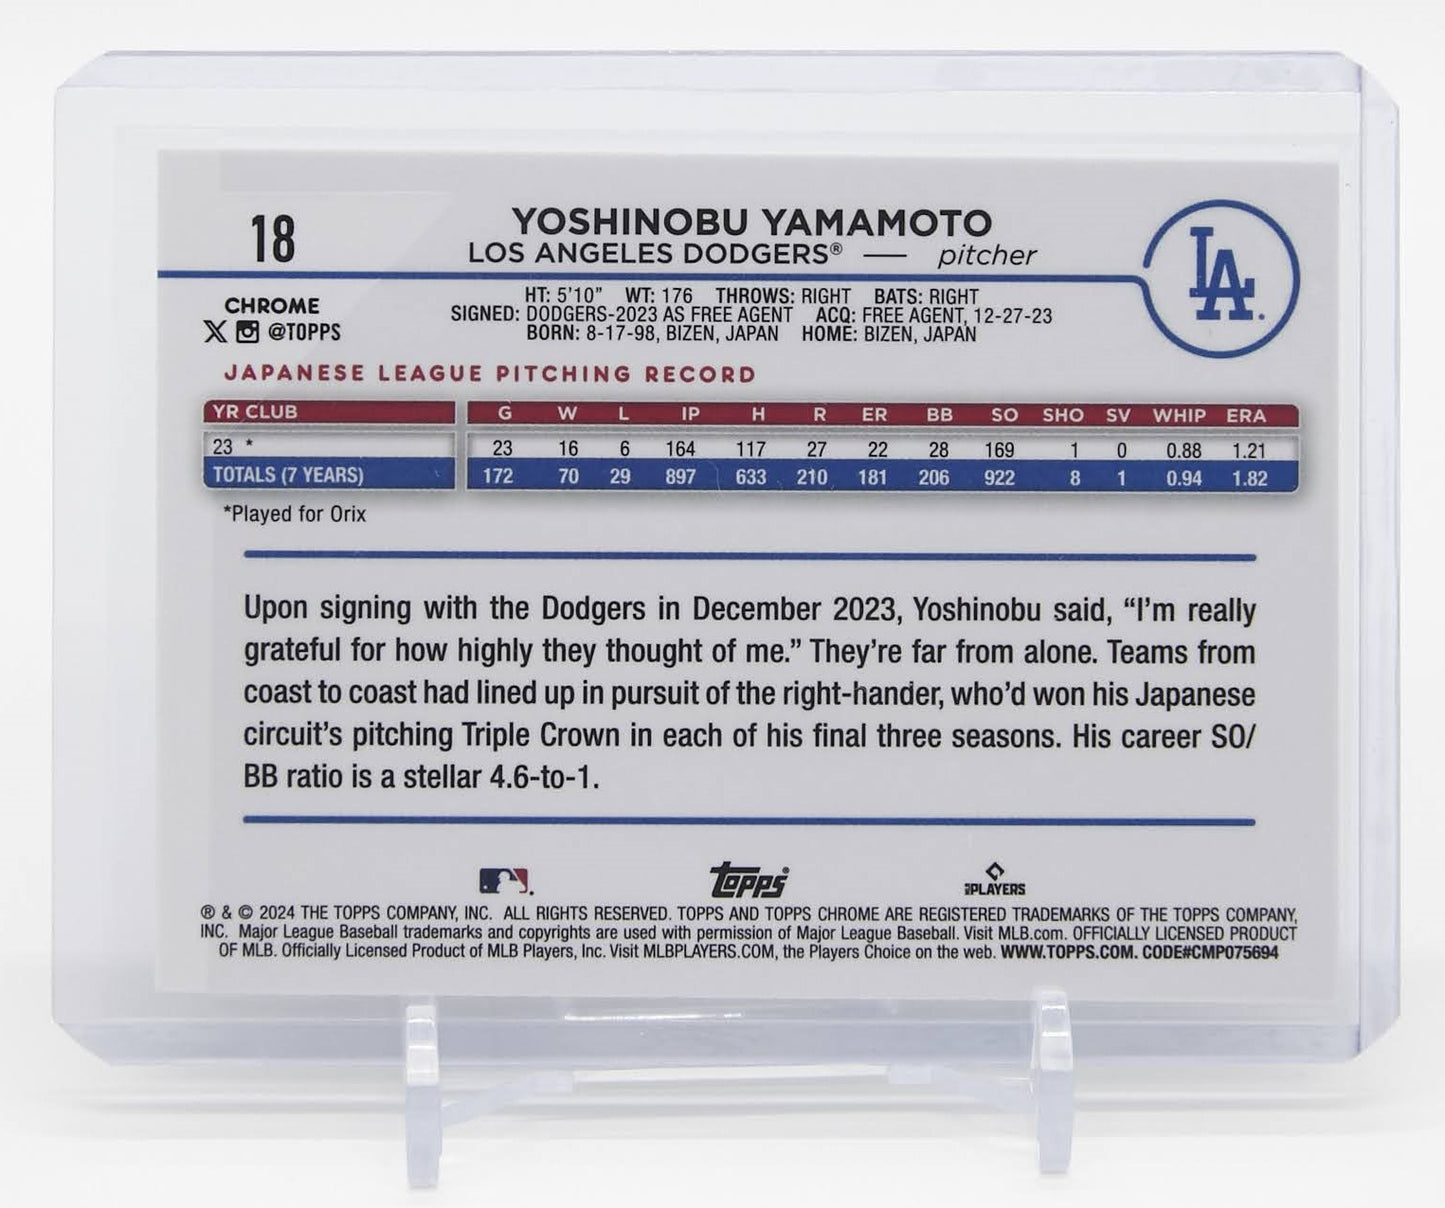 18
YOSHINOBU YAMAMOTO
LOS ANGELES DODGERS® — pitcher
LA
CHROME
X @TOPPS
HT: 5'10" WT: 176 THROWS: RIGHT BATS: RIGHT
SIGNED: DODGERS-2023 AS FREE AGENT ACQ: FREE AGENT, 12-27-23
BORN: 8-17-98, BIZEN, JAPAN HOME: BIZEN, JAPAN
JAPANESE LEAGUE PITCHING RECORD
YR CLUB G W L IP H R ER BB SO SHO SV WHIP ERA
23 * 23 16 6 164 117 27 22 28 169 1 0 0.88 1.21
TOTALS (7 YEARS) 172 70 29 897 633 210 181 206 922 8 1 0.94 1.82
*Played for Orix
Upon signing with the Dodgers in December 2023, Yoshinobu said, “I’m really
grateful for how highly they thought of me.” They’re far from alone. Teams from
coast to coast had lined up in pursuit of the right-hander, who’d won his Japanese
circuit’s pitching Triple Crown in each of his final three seasons. His career SO/
BB ratio is a stellar 4.6-to-1.
Topps® PLAYERS
® & © 2024 THE TOPPS COMPANY, INC. ALL RIGHTS RESERVED. TOPPS AND TOPPS CHROME ARE REGISTERED TRADEMARKS OF THE TOPPS COMPANY,
INC. Major League Baseball trademarks and copyrights are used with permission of Major League Baseball. Visit MLB.com. OFFICIALLY LICENSED PRODUCT
OF MLB. Officially Licensed Product of MLB Players, Inc. Visit MLBPLAYERS.COM, the Players Choice on the web. WWW.TOPPS.COM. CODE#CMP075694